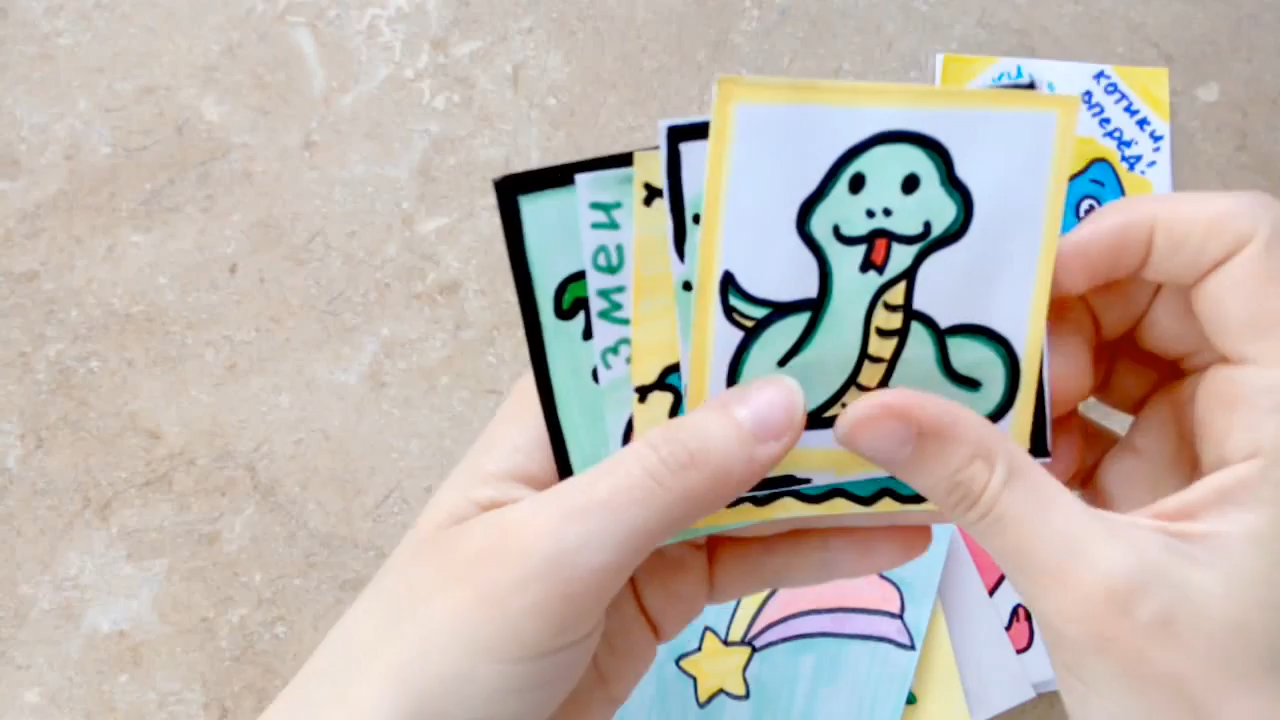 змеи
котики,
вперёд!